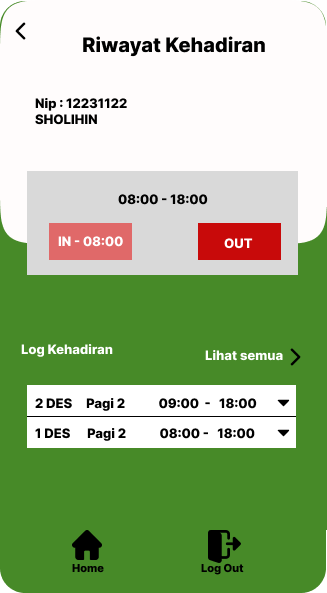 Riwayat Kehadiran
Nip : 12231122
SHOLIHIN
08:00 - 18:00
IN - 08:00
OUT
Log Kehadiran
Lihat semua
2 DES Pagi 2 09:00 - 18:00
1 DES Pagi 2 08:00 - 18:00
Home
Log Out